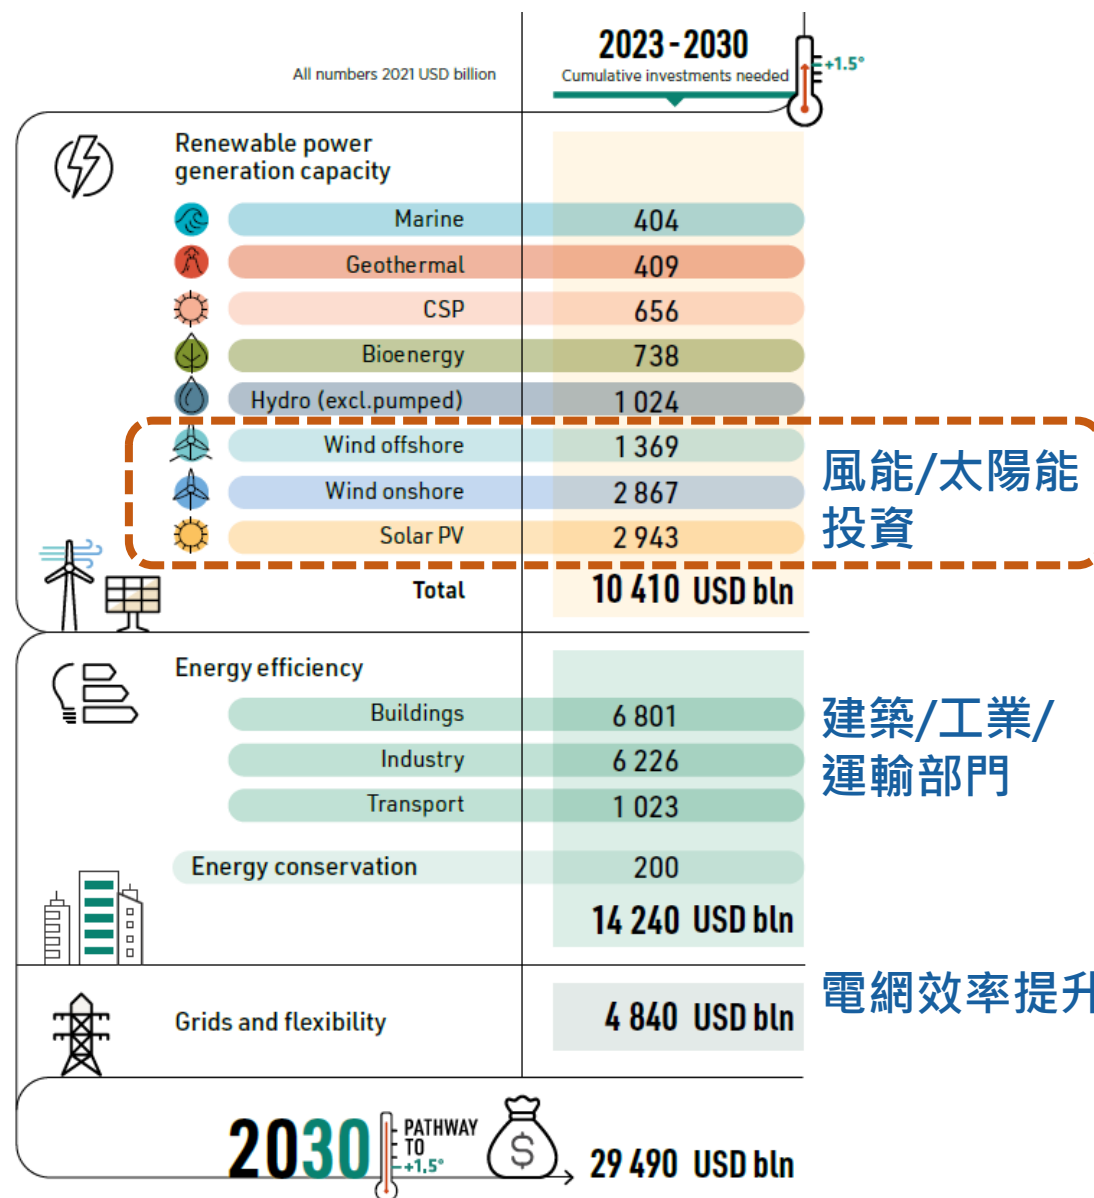 2023-2030
All numbers 2021 USD billion
Cumulative investments needed
+1.5°
Renewable power
generation capacity
Marine 404
Geothermal 409
CSP 656
Bioenergy 738
Hydro (excl.pumped) 1 024
Wind offshore 1 369
Wind onshore 2 867
Solar PV 2 943
風能/太陽能
投資
Total 10 410 USD bln
Energy efficiency
Buildings 6 801
Industry 6 226
Transport 1 023
建築/工業/
運輸部門
Energy conservation 200
14 240 USD bln
Grids and flexibility 4 840 USD bln
電網效率提升
2030 PATHWAY
TO
+1,5°
$
29 490 USD bln